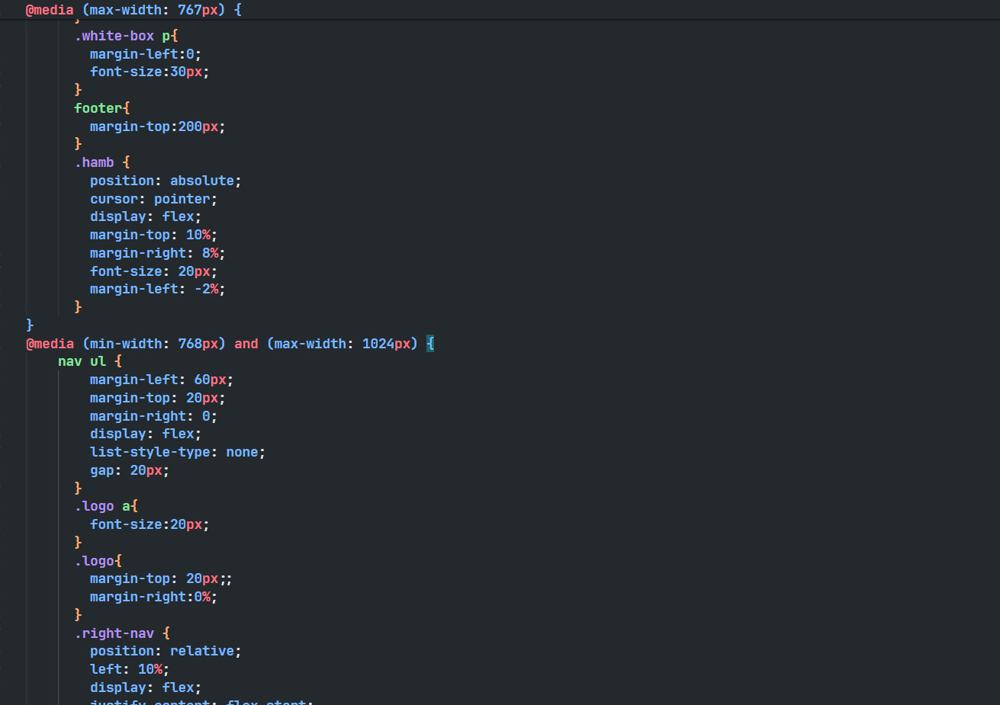 @media (max-width: 767px) {
}
.white-box p{
margin-left:0;
font-size:30px;
}
footer{
margin-top:200px;
}
.hamb {
position: absolute;
cursor: pointer;
display: flex;
margin-top: 10%;
margin-right: 8%;
font-size: 20px;
margin-left: -2%;
}
}
@media (min-width: 768px) and (max-width: 1024px) {
nav ul {
margin-left: 60px;
margin-top: 20px;
margin-right: 0;
display: flex;
list-style-type: none;
gap: 20px;
}
.logo a{
font-size:20px;
}
.logo{
margin-top: 20px;;
margin-right:0%;
}
.right-nav {
position: relative;
left: 10%;
display: flex;
justify-content: flex-start;